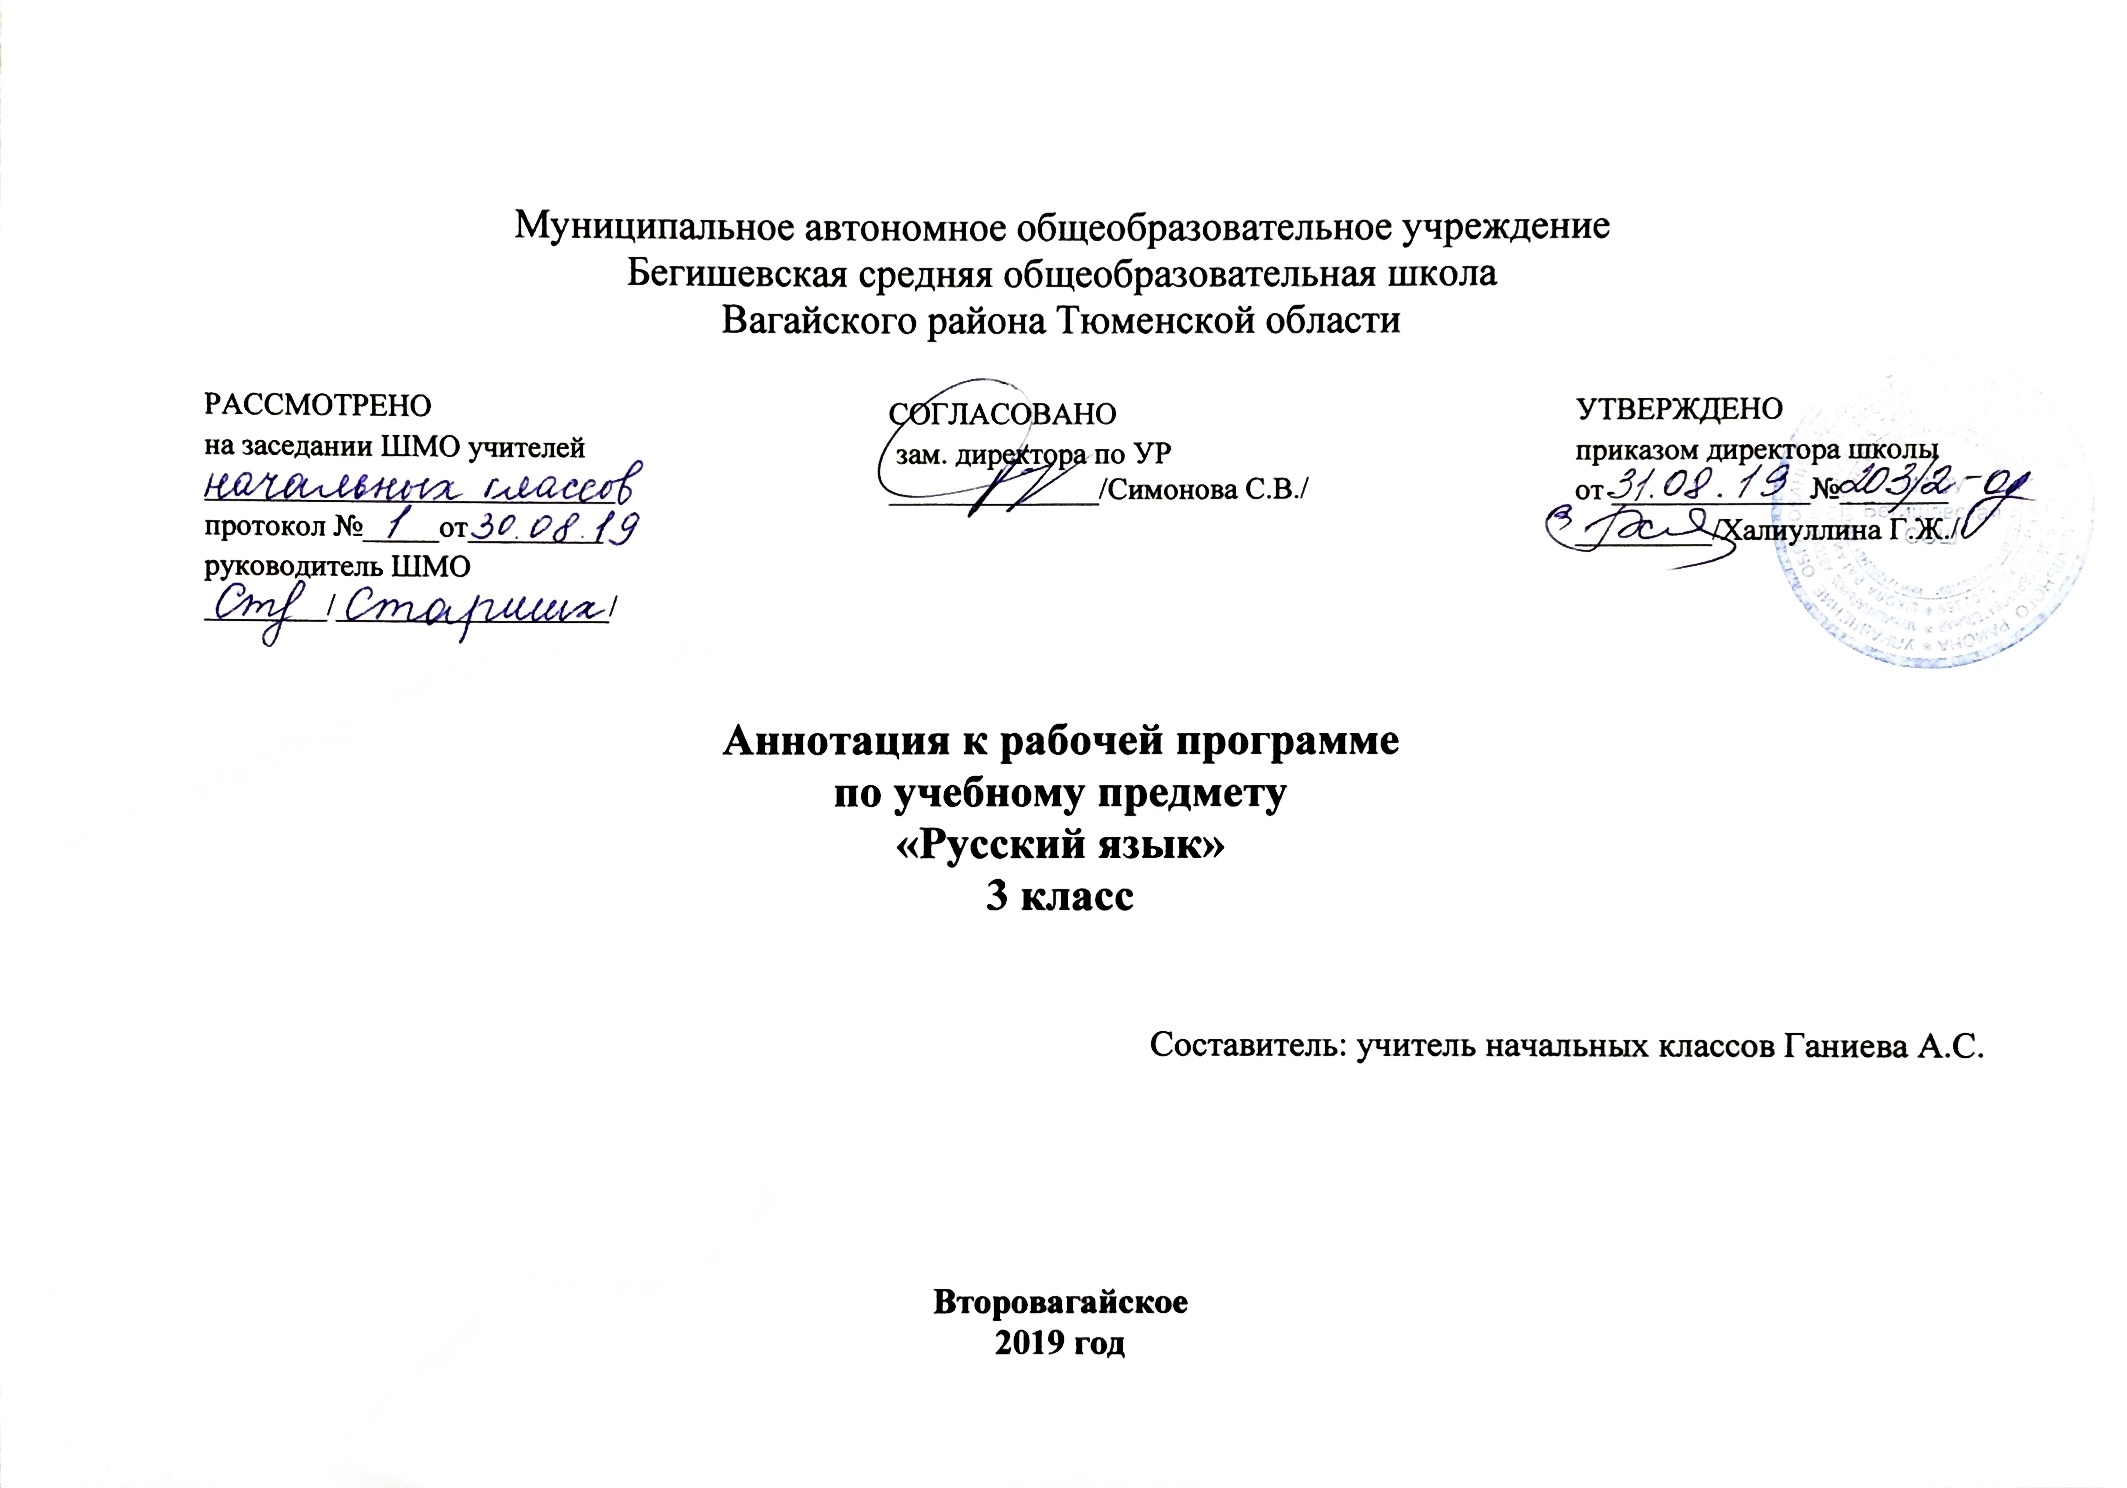 Муниципальное автономное общеобразовательное учреждение
Бегишевская средняя общеобразовательная школа
Вагайского района Тюменской области
РАССМОТРЕНО
на заседании ШМО учителей
начальных классов
протокол № 1 от 30.08.19
руководитель ШМО
/ Стариших/
СОГЛАСОВАНО
зам. директора по УР
/Симонова С.В./
УТВЕРЖДЕНО
приказом директора школы
от 31.08.19 № 203/2-од
/Халиуллина Г.Ж./
Аннотация к рабочей программе
по учебному предмету
«Русский язык»
3 класс
Составитель: учитель начальных классов Ганиева А.С.
Второвагайское
2019 год